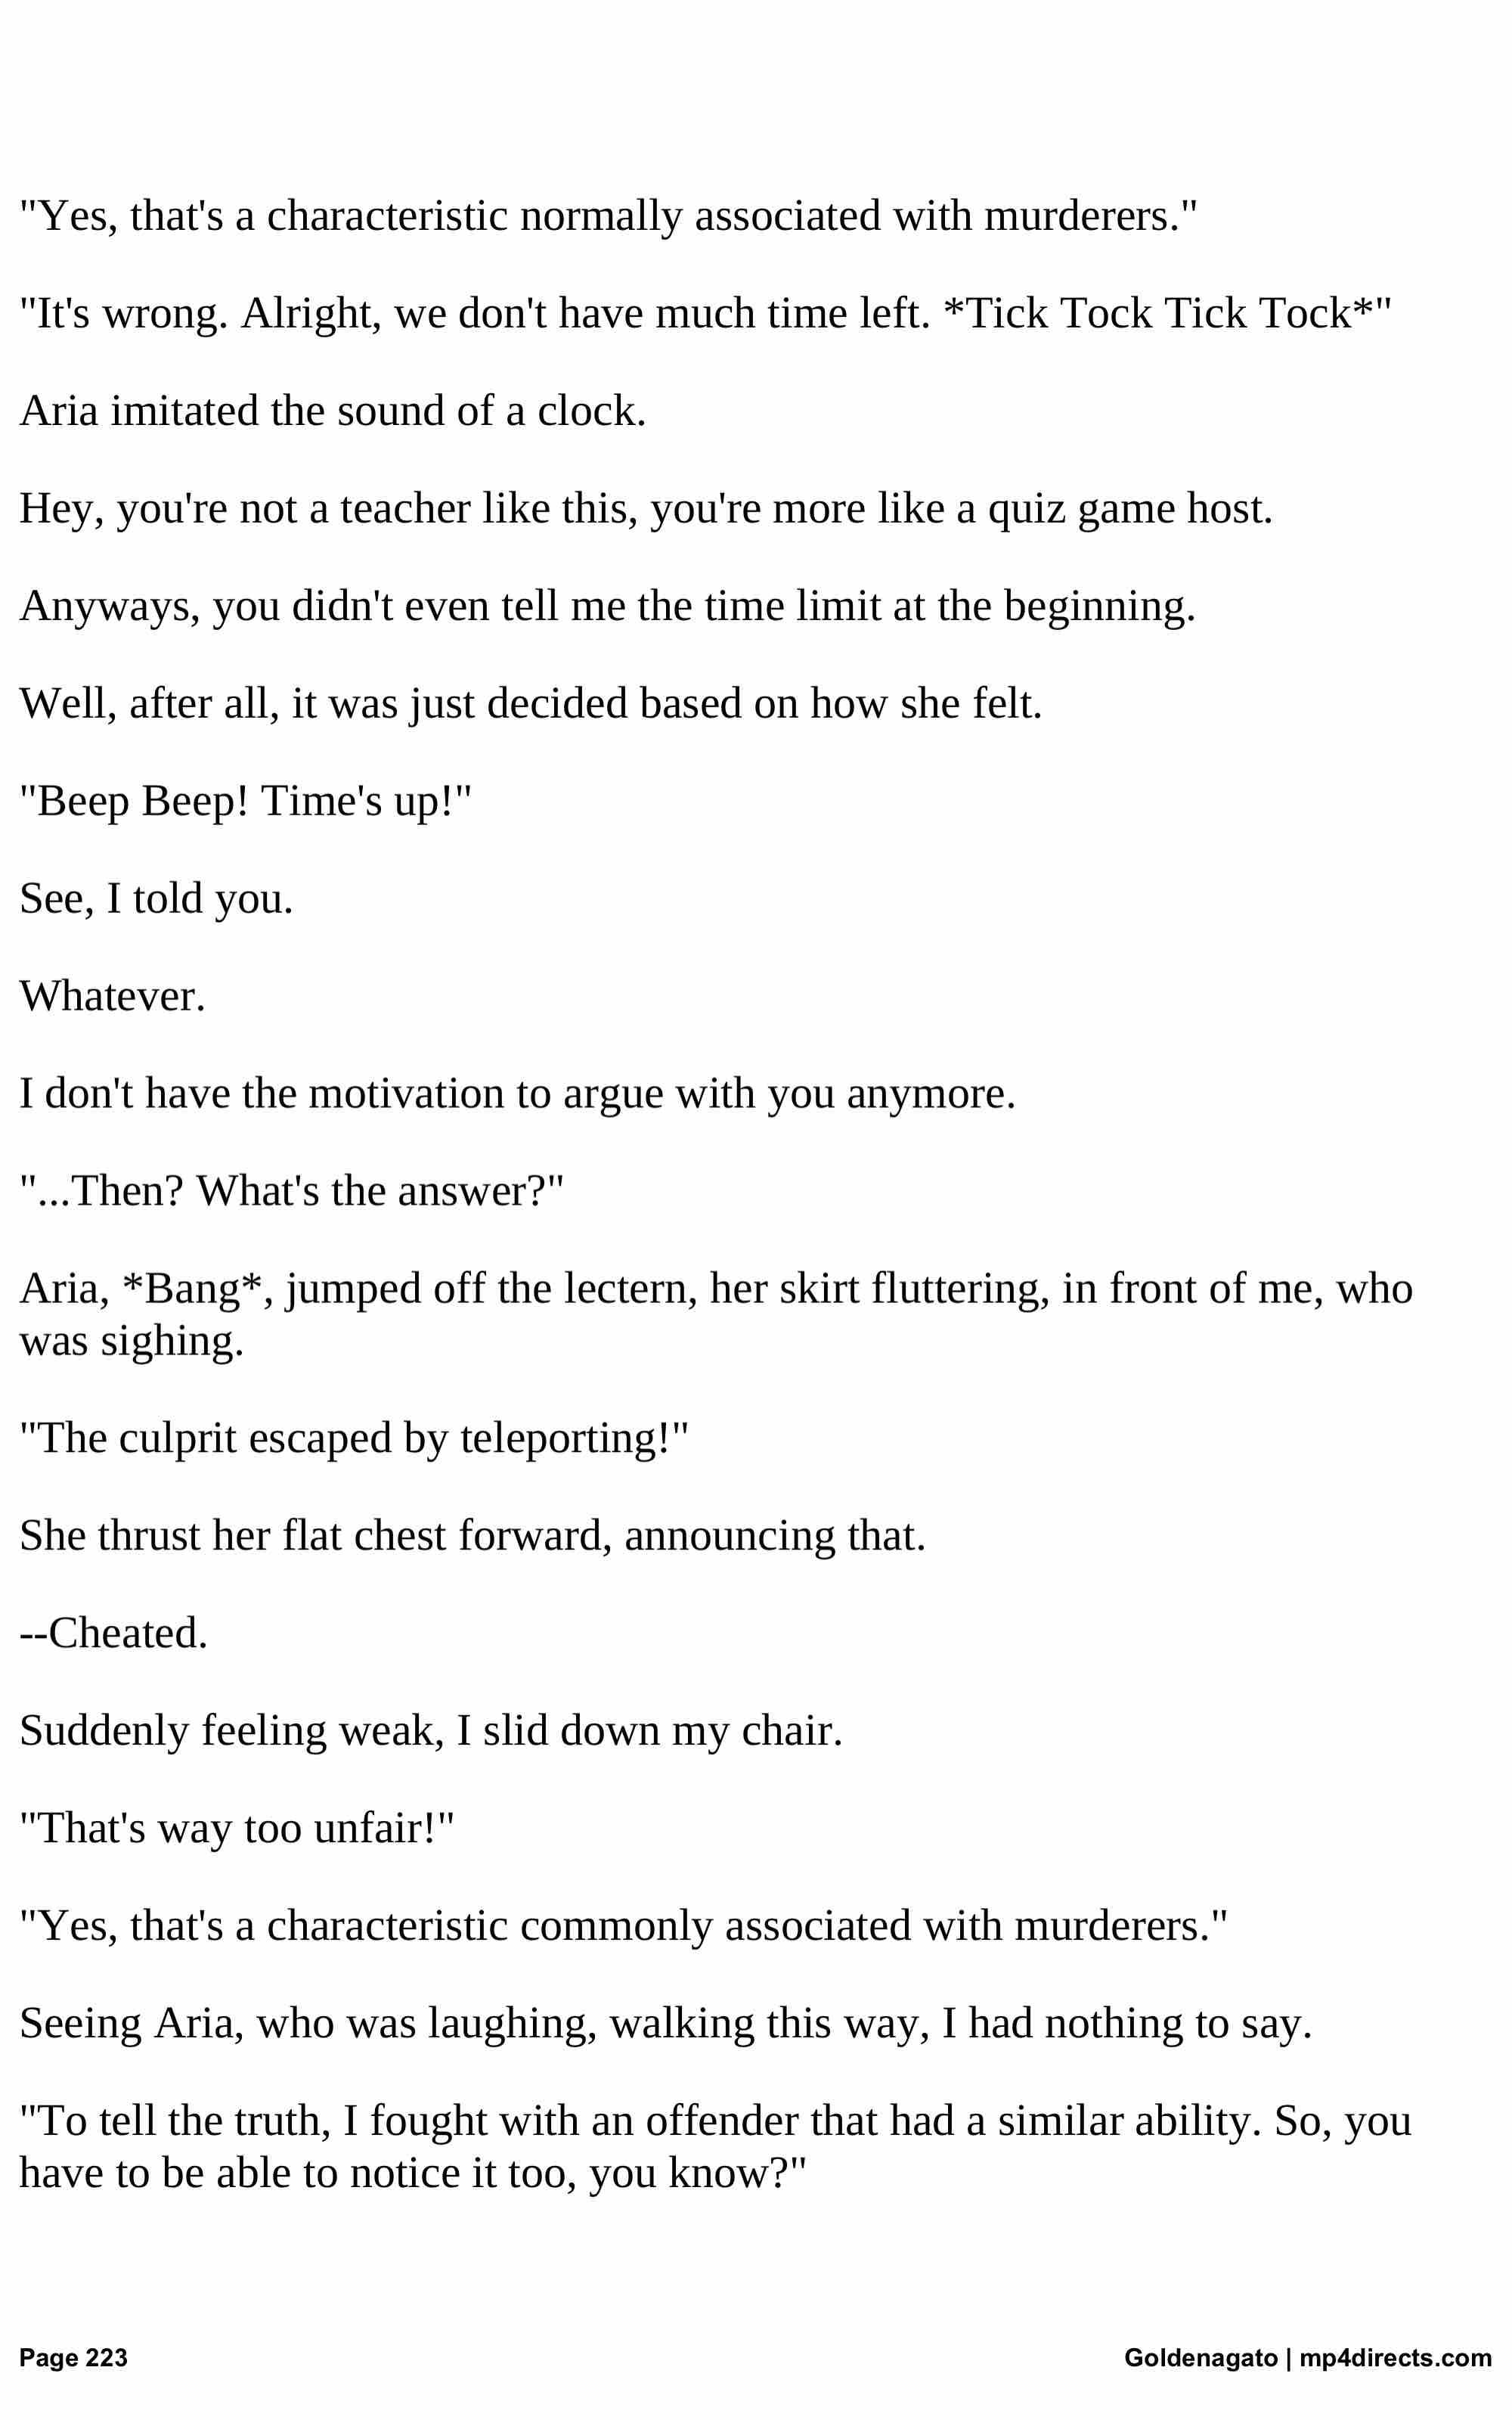 "Yes, that's a characteristic normally associated with murderers."
"It's wrong. Alright, we don't have much time left. *Tick Tock Tick Tock*"
Aria imitated the sound of a clock.
Hey, you're not a teacher like this, you're more like a quiz game host.
Anyways, you didn't even tell me the time limit at the beginning.
Well, after all, it was just decided based on how she felt.
"Beep Beep! Time's up!"
See, I told you.
Whatever.
I don't have the motivation to argue with you anymore.
"...Then? What's the answer?"
Aria, *Bang*, jumped off the lectern, her skirt fluttering, in front of me, who
was sighing.
"The culprit escaped by teleporting!"
She thrust her flat chest forward, announcing that.
--Cheated.
Suddenly feeling weak, I slid down my chair.
"That's way too unfair!"
"Yes, that's a characteristic commonly associated with murderers."
Seeing Aria, who was laughing, walking this way, I had nothing to say.
"To tell the truth, I fought with an offender that had a similar ability. So, you
have to be able to notice it too, you know?"
Page 223
Goldenagato | mp4directs.com